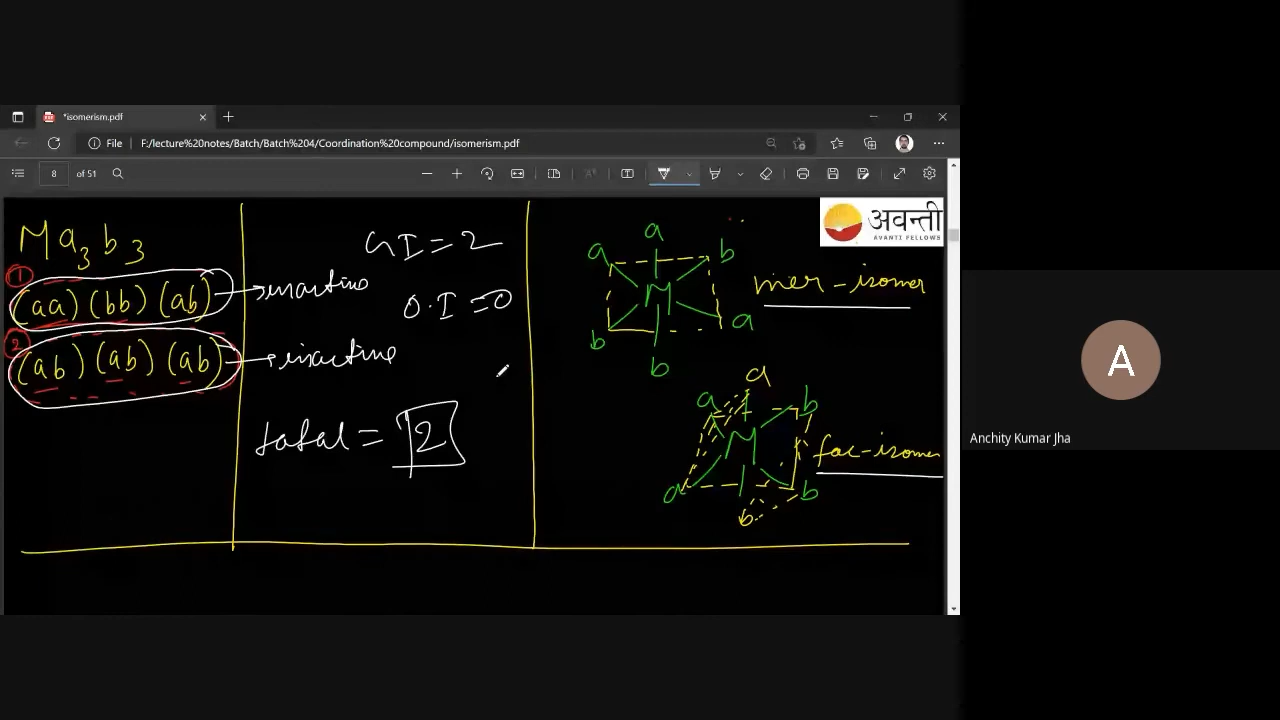 *isomerism.pdf
File F:/lecture%20notes/Batch/Batch%204/Coordination%20compound/isomerism.pdf
8 of 51
अवन्ती
AVANTI FELLOWS
Ma₃b₃
① (aa) (bb) (ab) → inactive
② (ab) (ab) (ab) → inactive
GI = 2
O.I = 0
total = 2
a a b
M
b b a
mer-isomer
a a b
M
a b b
fac-isomer
A
Anchity Kumar Jha